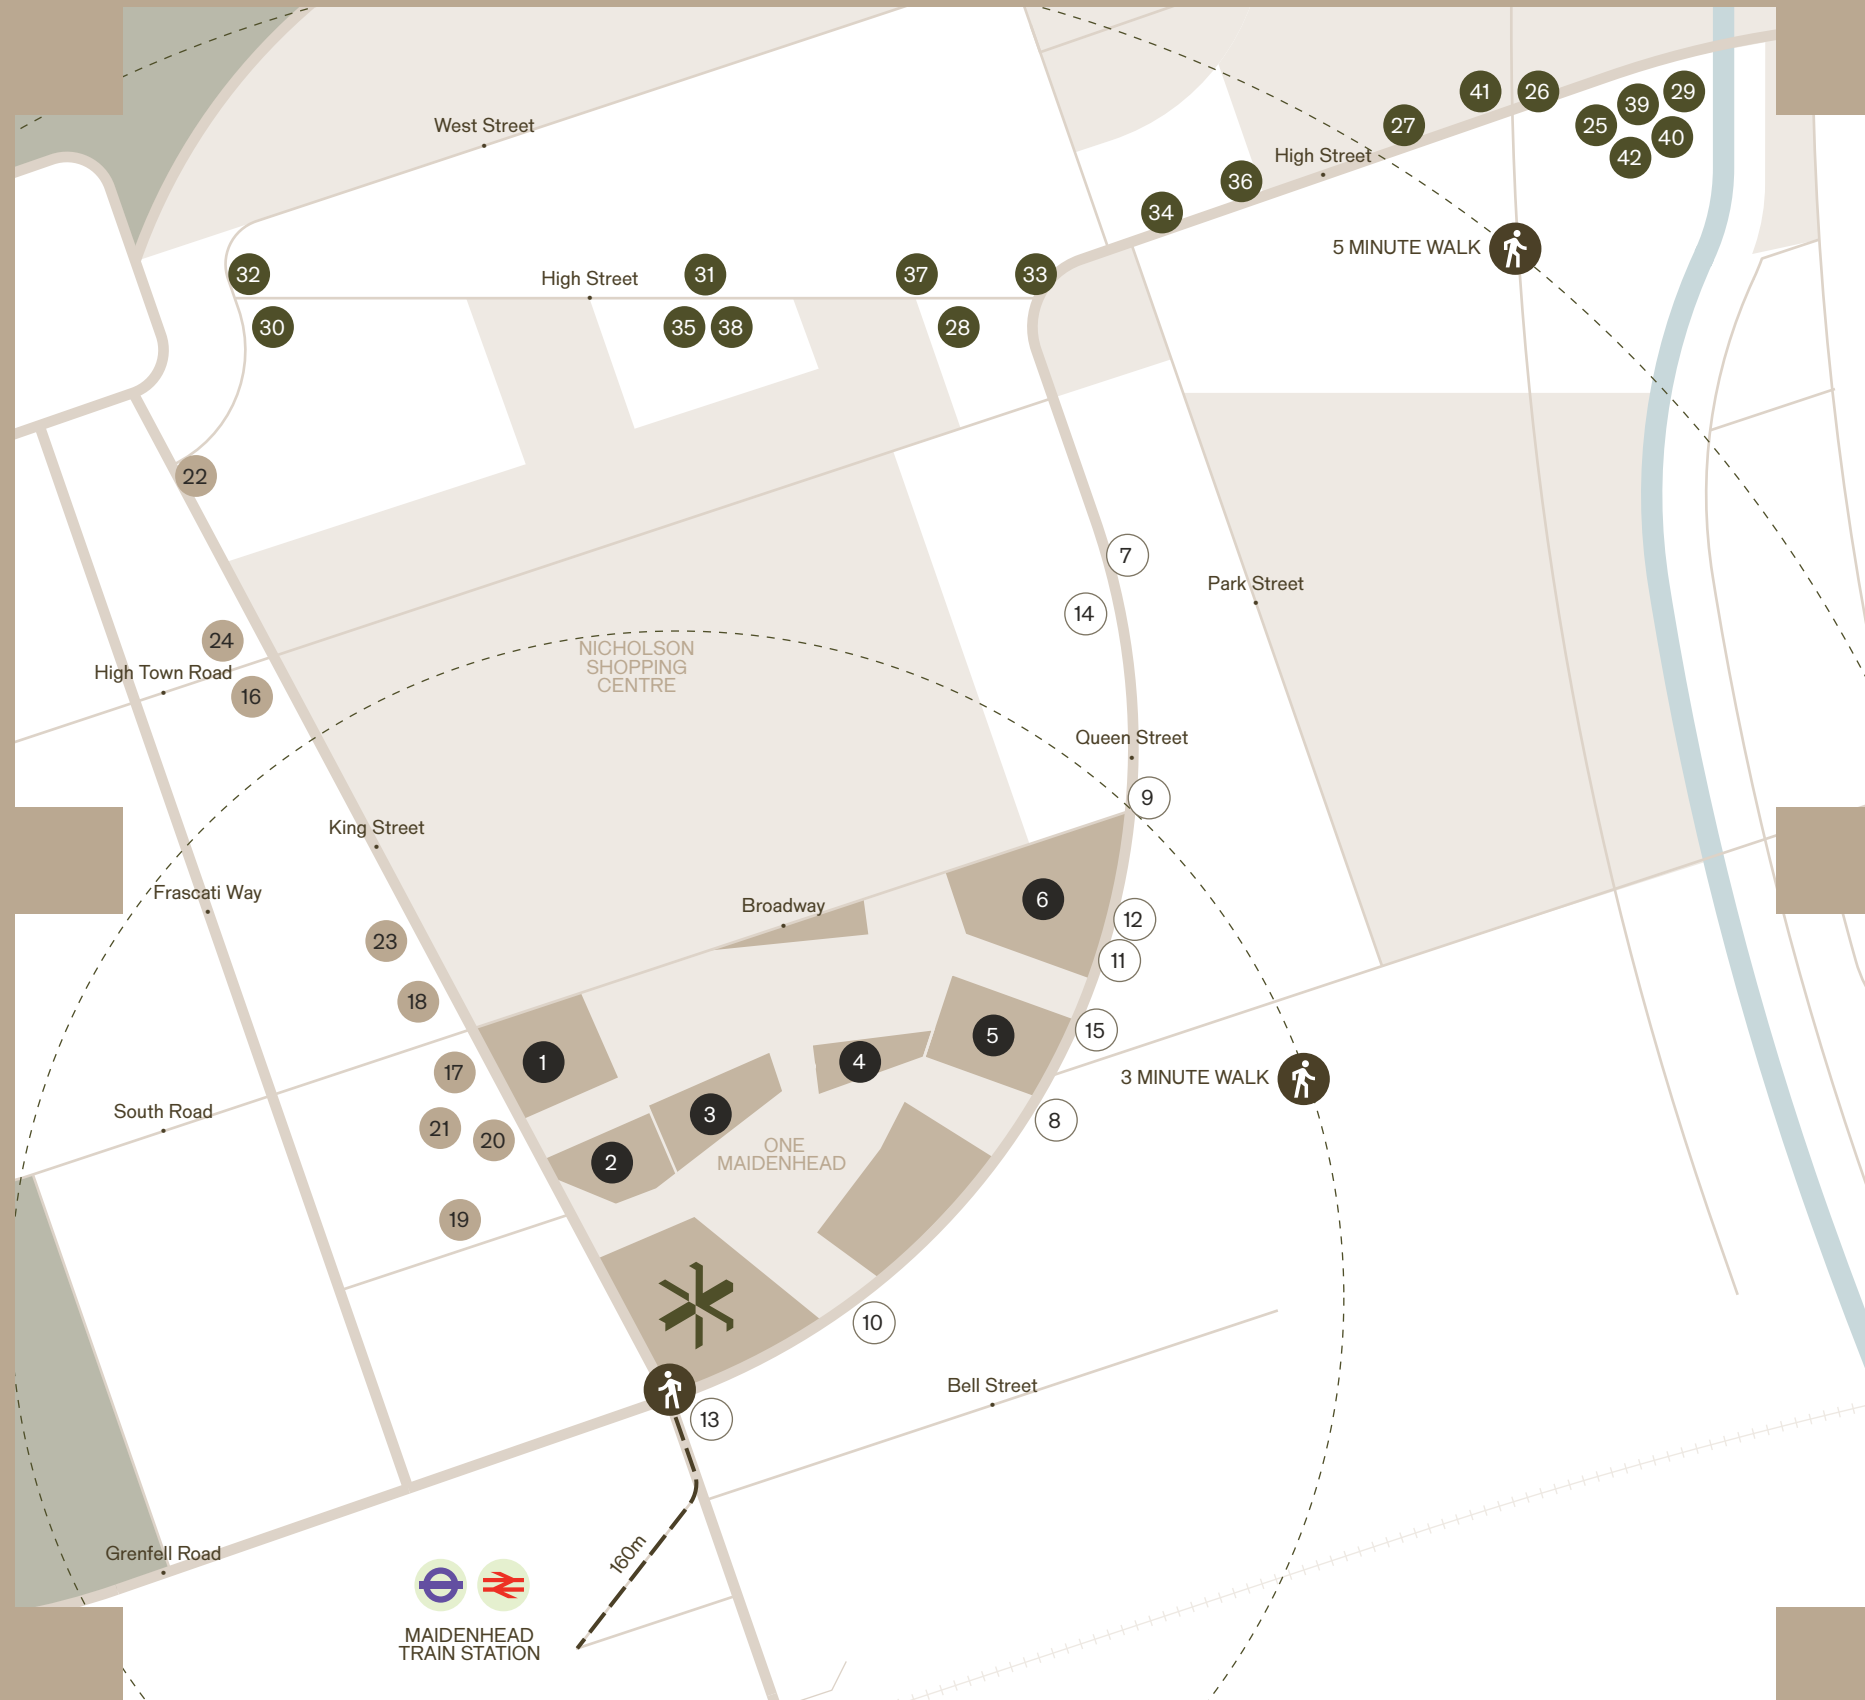 West Street
41
26
29
39
25
27
40
42
High Street
36
34
5 MINUTE WALK
32
High Street
31
37
33
30
35
38
28
22
7
Park Street
14
24
NICHOLSON
SHOPPING
CENTRE
High Town Road
16
Queen Street
9
King Street
Frascati Way
Broadway
6
12
23
11
18
15
5
1
4
17
3 MINUTE WALK
South Road
3
8
21
20
ONE
MAIDENHEAD
2
19
10
Bell Street
13
Grenfell Road
160m
MAIDENHEAD
TRAIN STATION